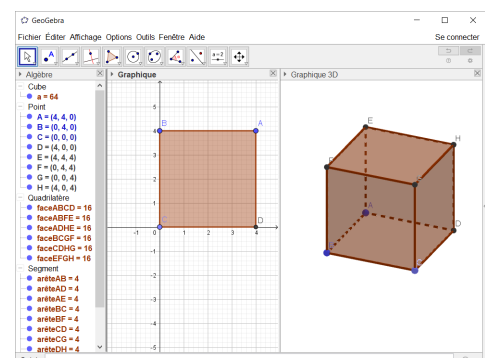 GeoGebra
Fichier Éditer Affichage Options Outils Fenêtre Aide
Se connecter
a=2
Algèbre
Graphique
Graphique 3D
Cube
a = 64
Point
A = (4, 4, 0)
B = (0, 4, 0)
C = (0, 0, 0)
D = (4, 0, 0)
E = (4, 4, 4)
F = (0, 4, 4)
G = (0, 0, 4)
H = (4, 0, 4)
Quadrilatère
faceABCD = 16
faceABFE = 16
faceADHE = 16
faceBCGF = 16
faceCDHG = 16
faceEFGH = 16
Segment
arêteAB = 4
arêteAD = 4
arêteAE = 4
arêteBC = 4
arêteBF = 4
arêteCD = 4
arêteCG = 4
arêteDH = 4
5
B
A
4
3
2
1
C
D
-1
0
1
2
3
4
-1
-2
-3
-4
-5
E
H
A
D